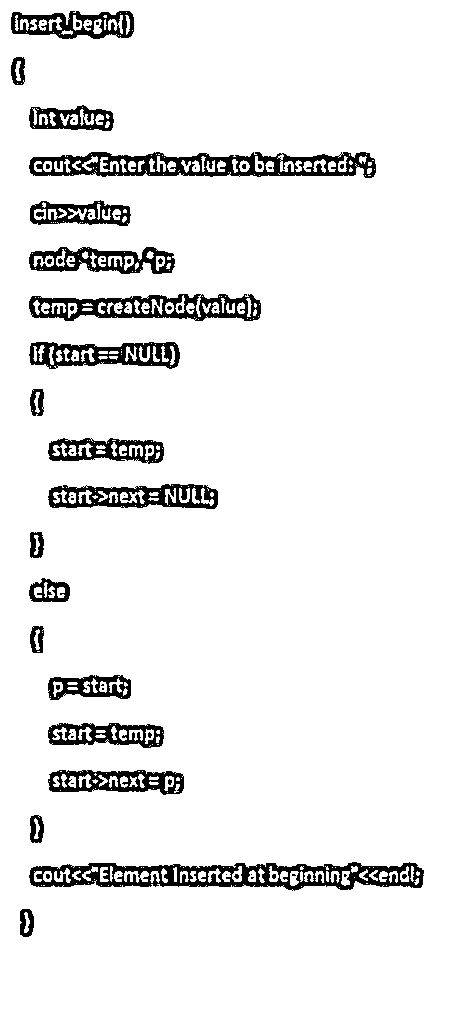 insert_begin()
{
int value;
cout<<"Enter the value to be inserted: ";
cin>>value;
node *temp, *p;
temp = createNode(value);
if (start == NULL)
{
start = temp;
start->next = NULL;
}
else
{
p = start;
start = temp;
start->next = p;
}
cout<<"Element Inserted at beginning"<<endl;
}